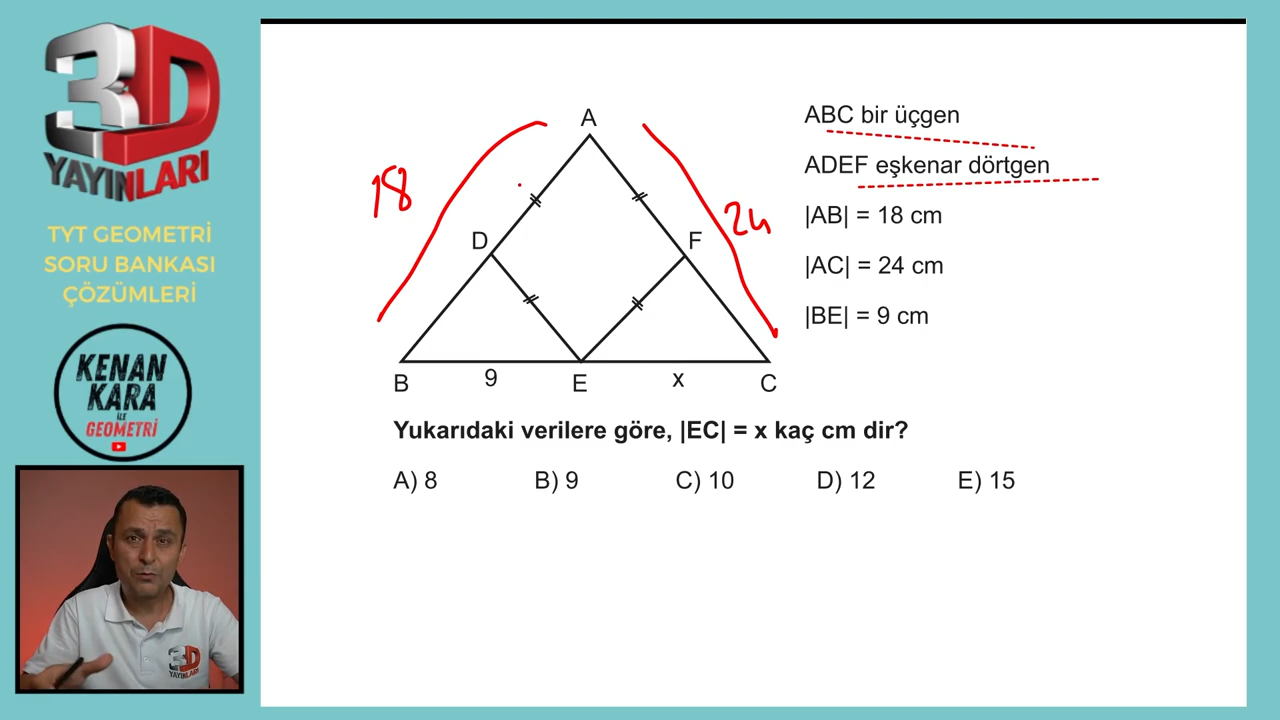 3D
YAYINLARI
TYT GEOMETRİ
SORU BANKASI
ÇÖZÜMLERİ
KENAN
KARA
İLE
GEOMETRİ
3D
YAYINLARI
A
18
24
D
F
B
9
E
x
C
ABC bir üçgen
ADEF eşkenar dörtgen
|AB| = 18 cm
|AC| = 24 cm
|BE| = 9 cm
Yukarıdaki verilere göre, |EC| = x kaç cm dir?
A) 8 B) 9 C) 10 D) 12 E) 15